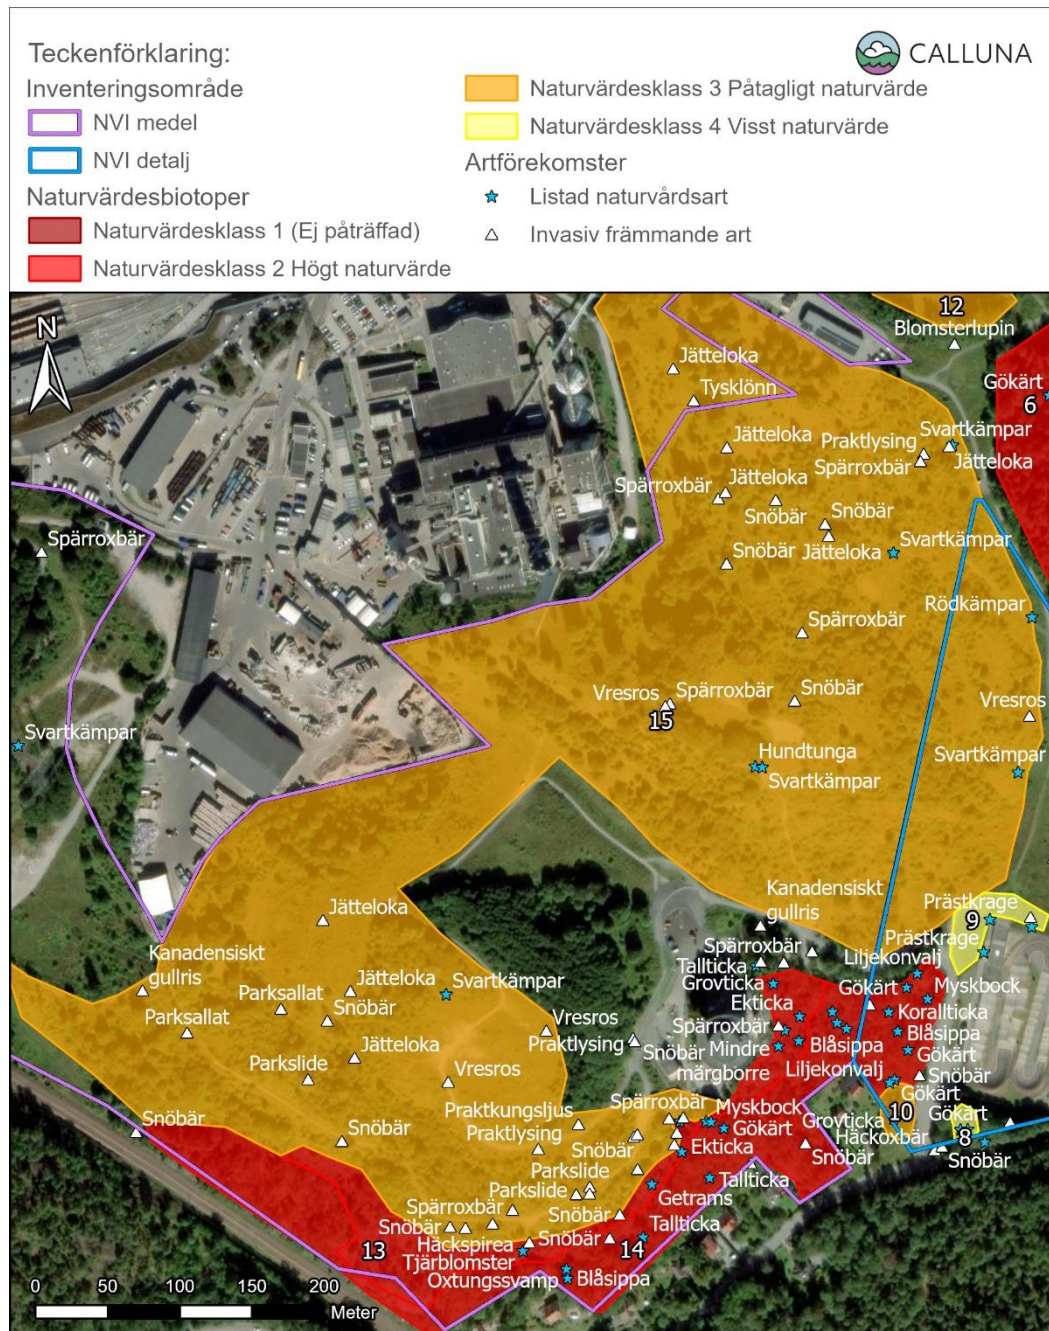 Teckenförklaring:
CALLUNA
Inventeringsområde
NVI medel
NVI detalj
Naturvärdesbiotoper
Naturvärdesklass 1 (Ej påträffad)
Naturvärdesklass 2 Högt naturvärde
Naturvärdesklass 3 Påtagligt naturvärde
Naturvärdesklass 4 Visst naturvärde
Artförekomster
Listad naturvårdsart
Invasiv främmande art
N
12
Blomsterlupin
Jätteloka
Gökärt
6
Tysklönn
Svartkämpar
Jätteloka
Praktlysing
Spärroxbär
Jätteloka
Jätteloka
Spärroxbär
Snöbär
Snöbär
Jätteloka
Svartkämpar
Snöbär
Spärroxbär
Rödkämpar
Spärroxbär
Vresros
Spärroxbär
15
Snöbär
Vresros
Svartkämpar
Hundtunga
Svartkämpar
Svartkämpar
Jätteloka
Kanadensiskt
gullris
Prästkrage
9
Prästkrage
Liljekonvalj
Spärroxbär
Tallticka
Grovticka
Kanadensiskt
gullris
Jätteloka
Svartkämpar
Gökärt
Myskbock
Ekticka
Korallticka
Parksallat
Snöbär
Parksallat
Vresros
Praktlysing
Spärroxbär
Blåsippa
Blåsippa
Snöbär
Mindre
märgborre
Gökärt
Jätteloka
Parkslide
Vresros
Liljekonvalj
Snöbär
Gökärt
Praktkungsljus
Spärroxbär
Myskbock
Grovticka
10
Gökärt
Snöbär
Snöbär
Praktlysing
Snöbär
Gökärt
Häckoxbär
8
Ekticka
Snöbär
Snöbär
Parkslide
Tallticka
Parkslide
Getrams
Spärroxbär
Snöbär
Snöbär
Tallticka
Häckspirea
Snöbär
14
13
Tjärblomster
Oxtungssvamp
Blåsippa
0 50 100 150 200
Meter